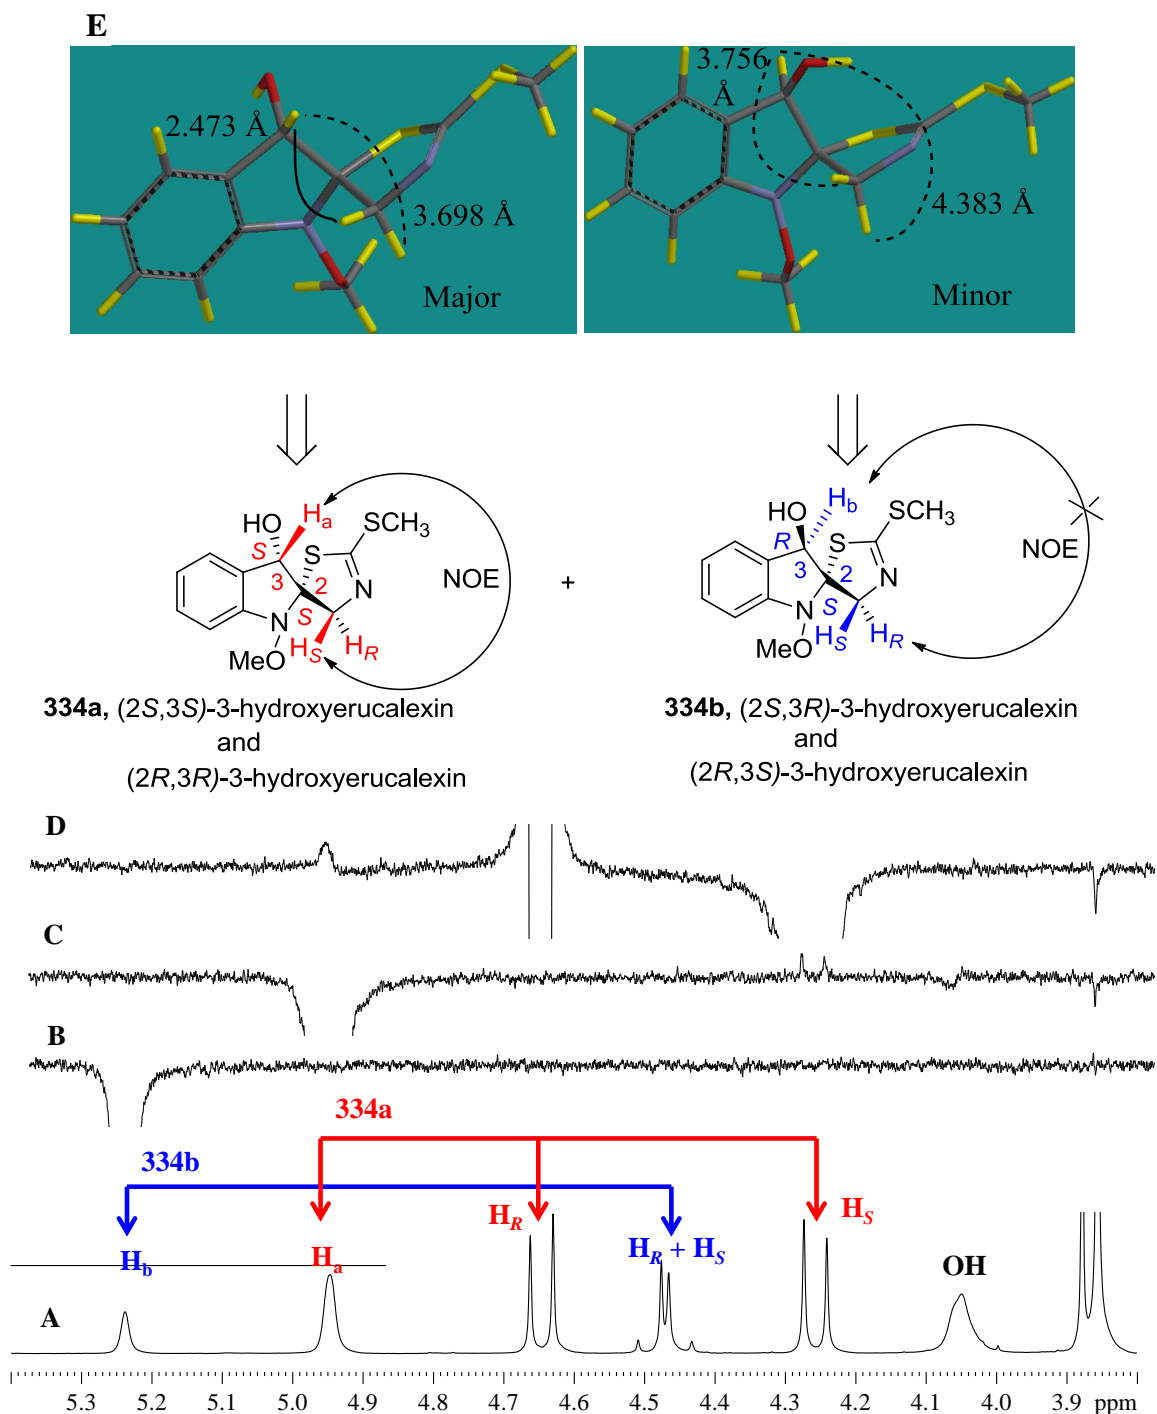 E
2.473 Å
3.698 Å
Major
3.756
Å
4.383 Å
Minor
HO
Ha
SCH3
S
S
3
2
N
NOE
S
N
HS
HR
MeO
+
HO
Hb
SCH3
R
S
NOE
3
2
N
S
N
HS
HR
MeO
334a, (2S,3S)-3-hydroxyerucalexin
and
(2R,3R)-3-hydroxyerucalexin
334b, (2S,3R)-3-hydroxyerucalexin
and
(2R,3S)-3-hydroxyerucalexin
D
C
B
334a
334b
HR
HS
Hb
Ha
HR + HS
OH
A
5.3 5.2 5.1 5.0 4.9 4.8 4.7 4.6 4.5 4.4 4.3 4.2 4.1 4.0 3.9 ppm